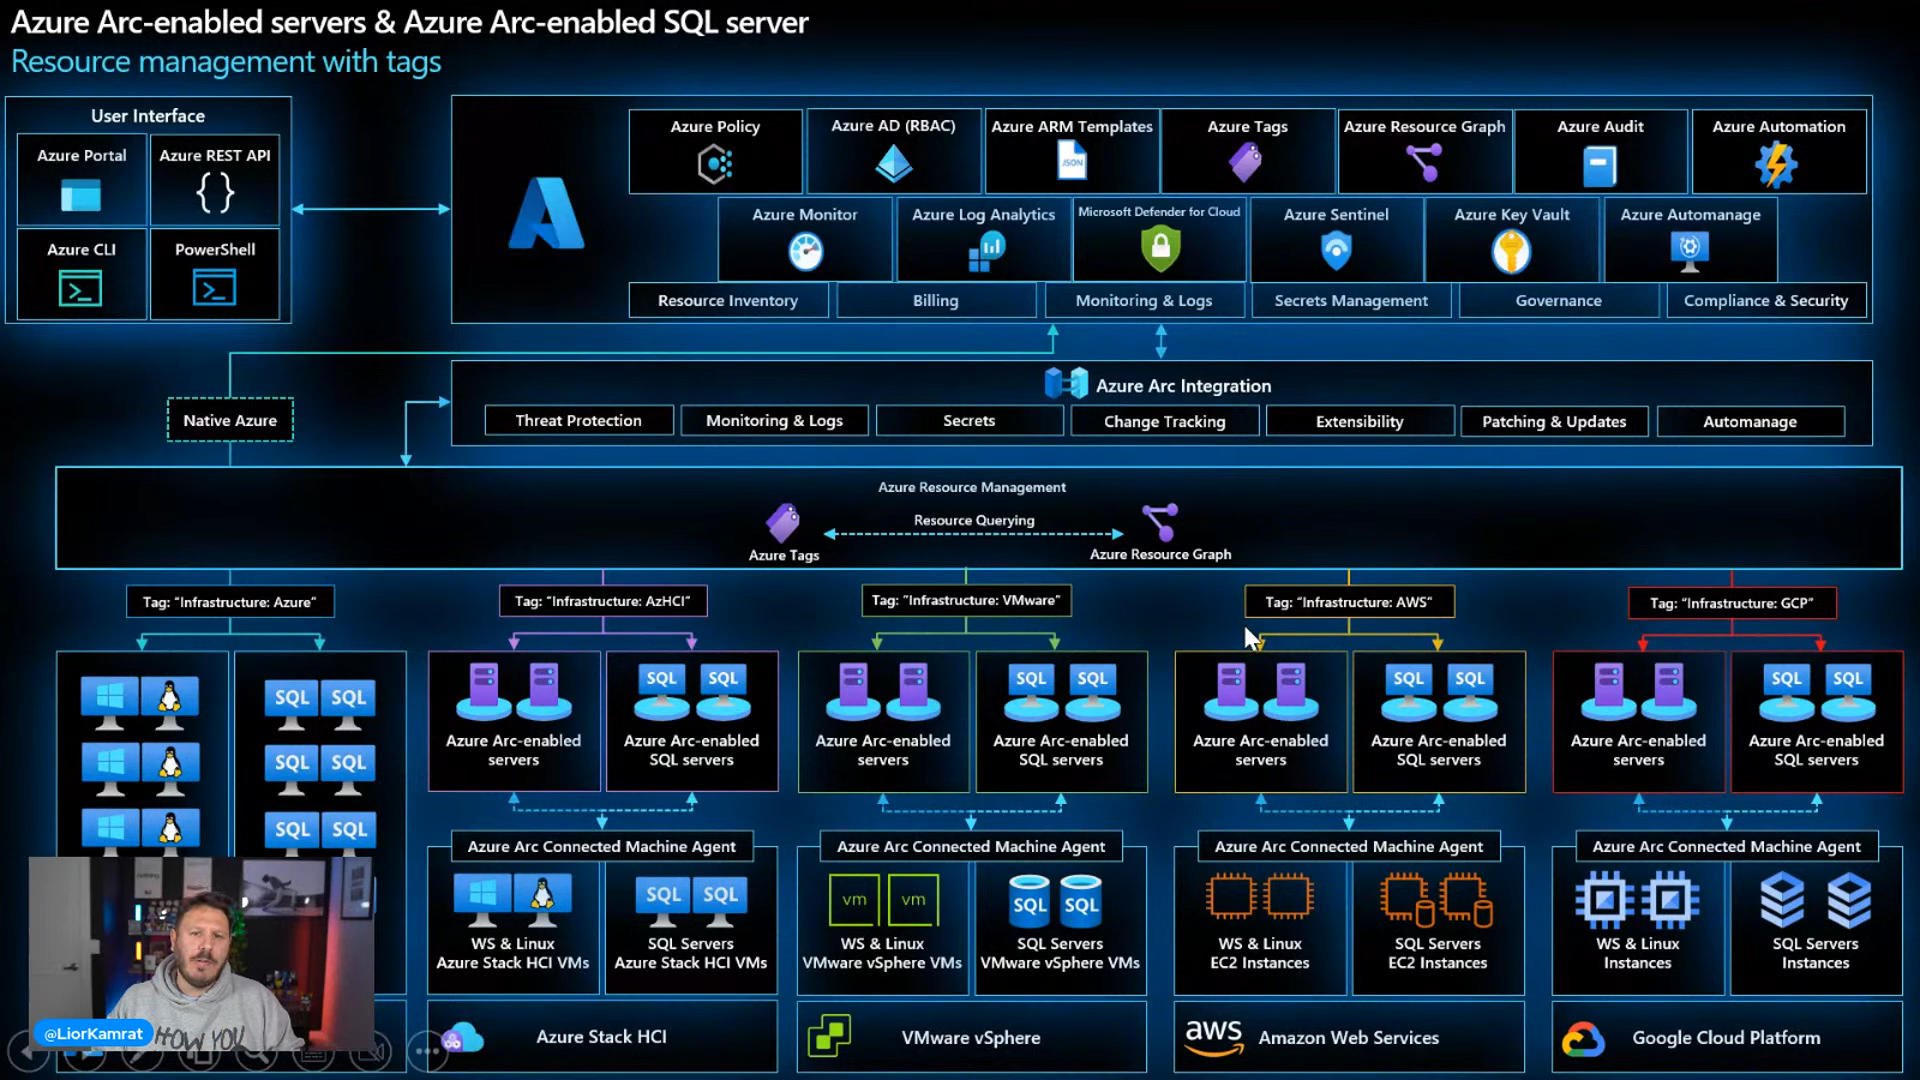 Azure Arc-enabled servers & Azure Arc-enabled SQL server
Resource management with tags
User Interface
Azure Portal
Azure REST API
Azure CLI
PowerShell
Azure Policy
Azure AD (RBAC)
Azure ARM Templates
JSON
Azure Tags
Azure Resource Graph
Azure Audit
Azure Automation
Azure Monitor
Azure Log Analytics
Microsoft Defender for Cloud
Azure Sentinel
Azure Key Vault
Azure Automanage
Resource Inventory
Billing
Monitoring & Logs
Secrets Management
Governance
Compliance & Security
Native Azure
Azure Arc Integration
Threat Protection
Monitoring & Logs
Secrets
Change Tracking
Extensibility
Patching & Updates
Automanage
Azure Resource Management
Resource Querying
Azure Tags
Azure Resource Graph
Tag: "Infrastructure: Azure"
Tag: "Infrastructure: AzHCI"
Tag: "Infrastructure: VMware"
Tag: "Infrastructure: AWS"
Tag: "Infrastructure: GCP"
SQL SQL
SQL SQL
SQL SQL
Azure Arc-enabled
servers
SQL SQL
Azure Arc-enabled
SQL servers
Azure Arc-enabled
servers
SQL SQL
Azure Arc-enabled
SQL servers
Azure Arc-enabled
servers
SQL SQL
Azure Arc-enabled
SQL servers
Azure Arc-enabled
servers
SQL SQL
Azure Arc-enabled
SQL servers
Azure Arc Connected Machine Agent
WS & Linux
Azure Stack HCI VMs
SQL SQL
SQL Servers
Azure Stack HCI VMs
Azure Stack HCI
Azure Arc Connected Machine Agent
vm vm
WS & Linux
VMware vSphere VMs
SQL SQL
SQL Servers
VMware vSphere VMs
VMware vSphere
Azure Arc Connected Machine Agent
WS & Linux
EC2 Instances
SQL Servers
EC2 Instances
aws
Amazon Web Services
Azure Arc Connected Machine Agent
WS & Linux
Instances
SQL Servers
Instances
Google Cloud Platform
@LiorKamrat
HOW YOU